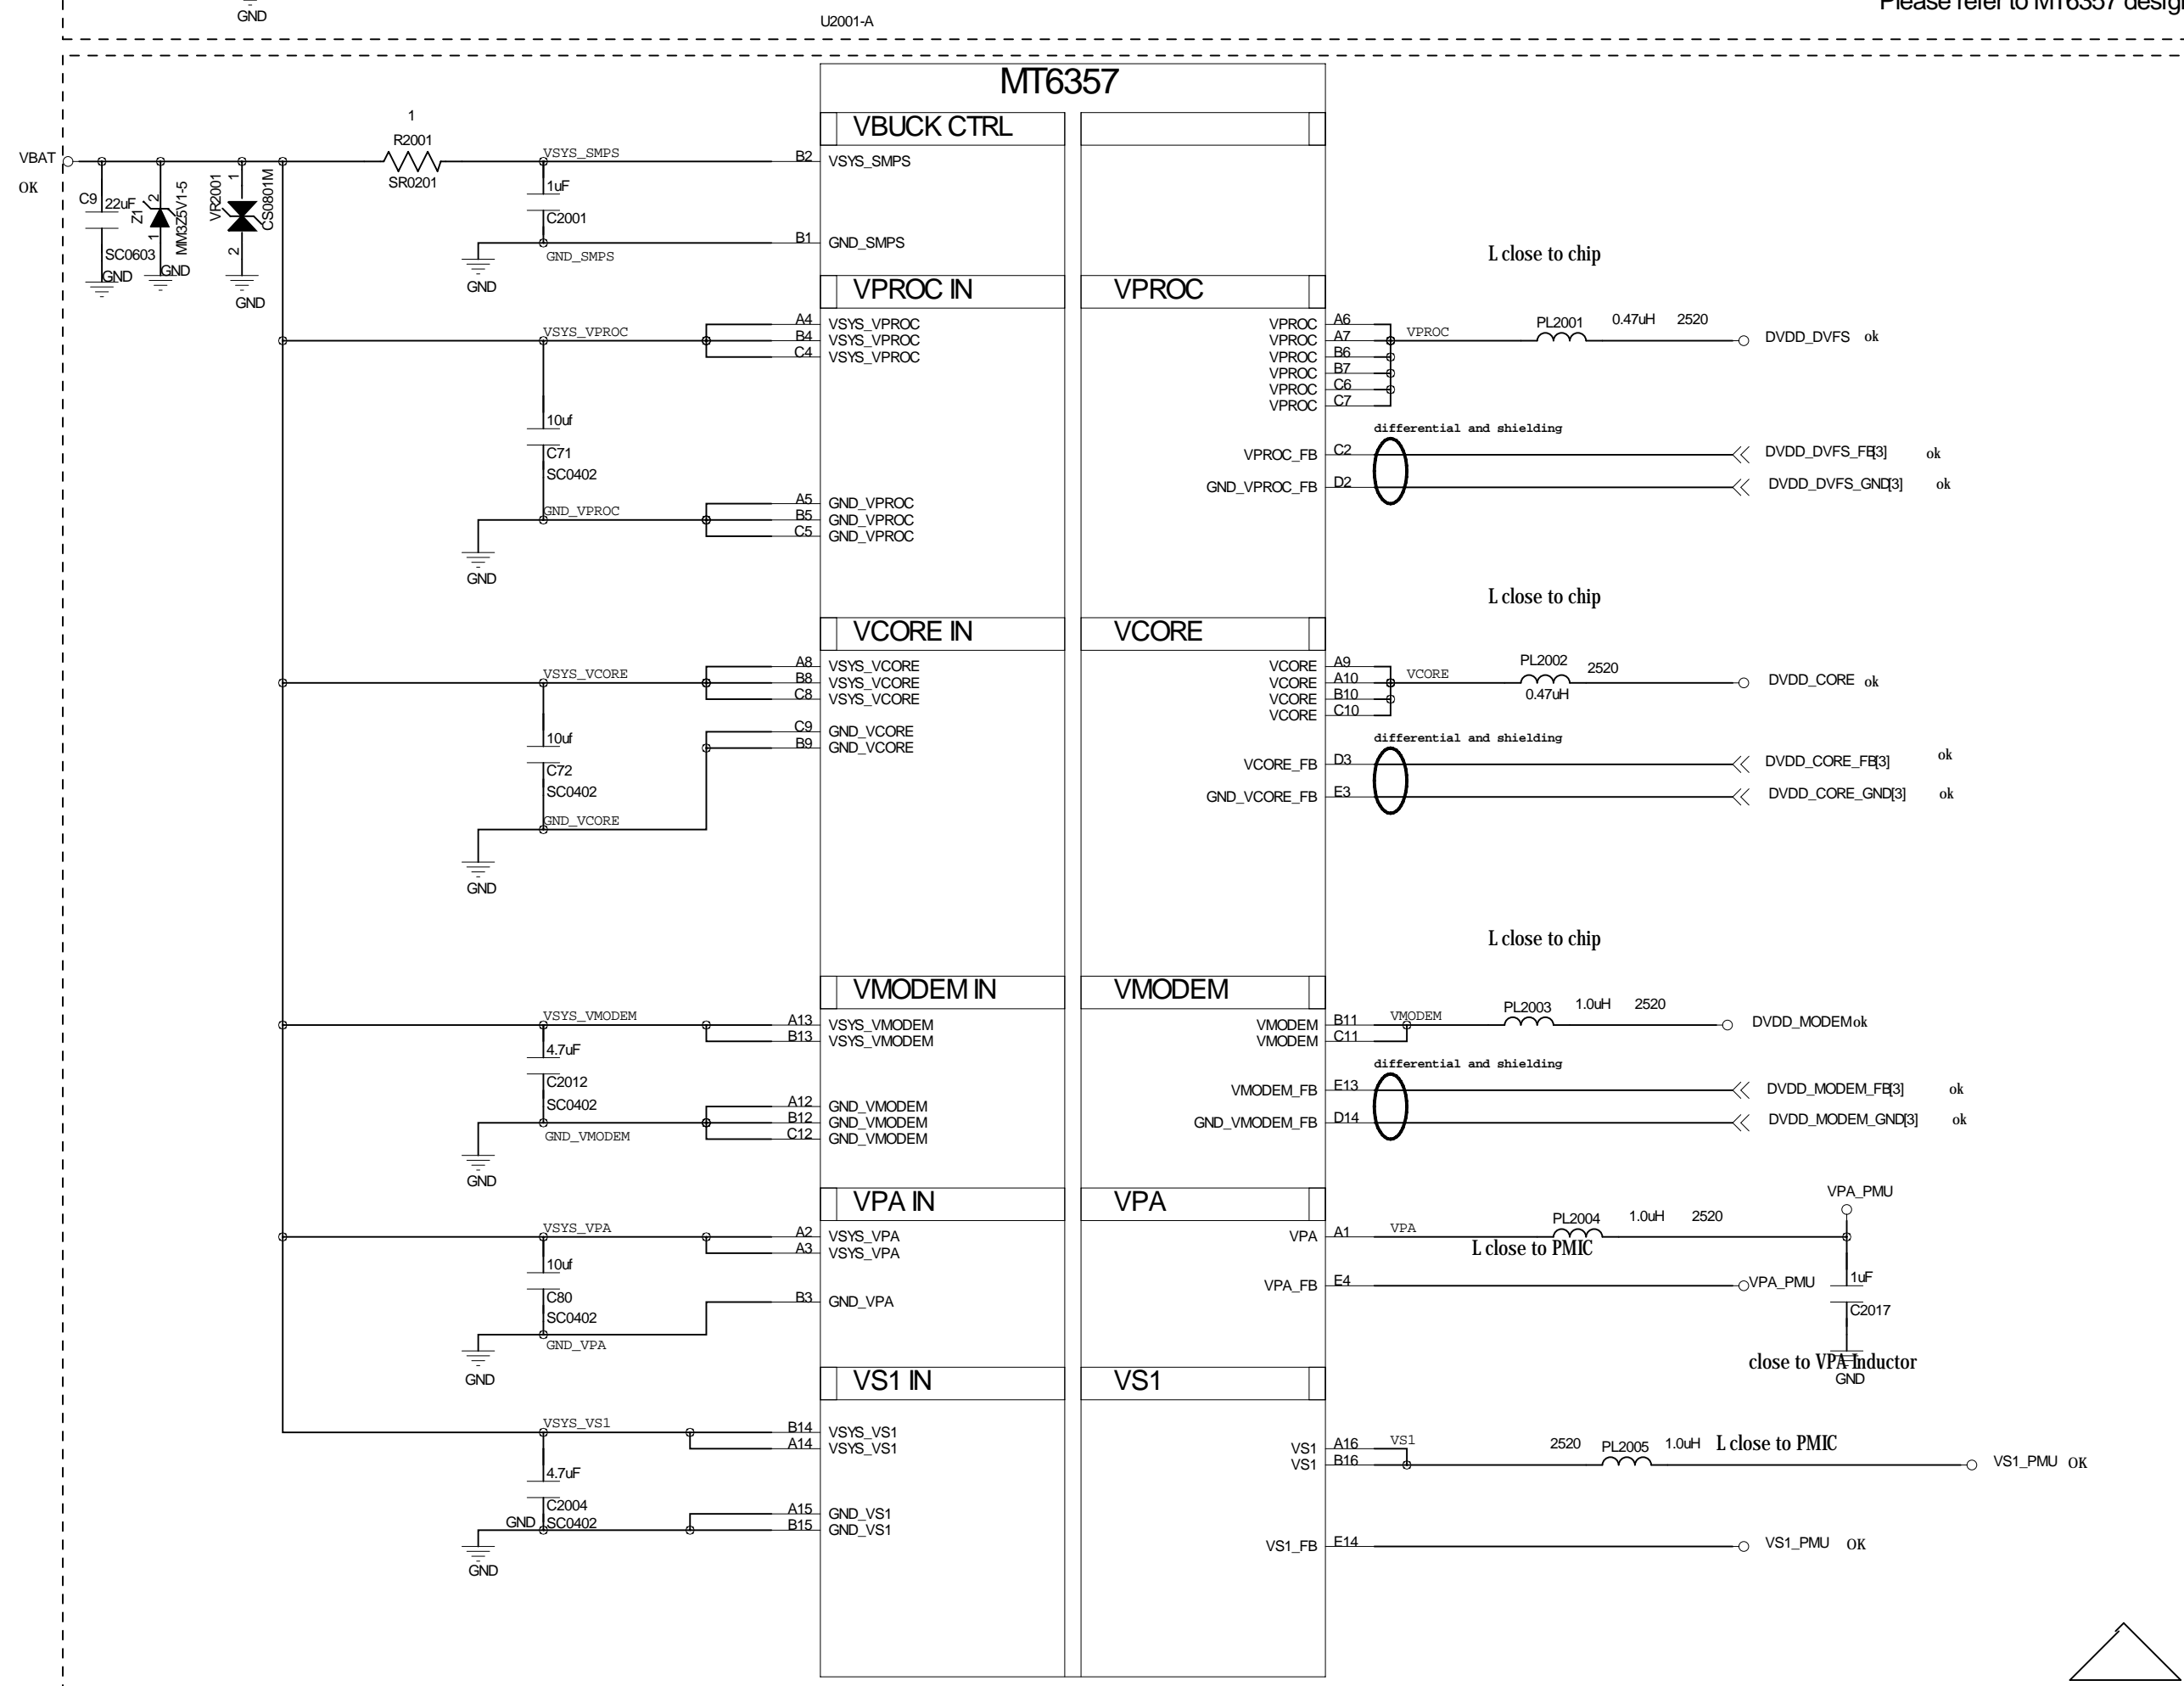 GND
U2001-A
Please refer to MT6357 desig
MT6357
VBUCK CTRL
1
R2001
SR0201
VBAT
OK
C9
22uF
SC0603
GND
Z1
2
1
MM3Z5V1-5
GND
VR2001
1
2
CS0801M
GND
VSYS_SMPS
1uF
C2001
GND_SMPS
GND
B2 VSYS_SMPS
B1 GND_SMPS
L close to chip
VPROC IN
VPROC
VSYS_VPROC
A4 VSYS_VPROC
B4 VSYS_VPROC
C4 VSYS_VPROC
10uf
C71
SC0402
GND_VPROC
GND
A5 GND_VPROC
B5 GND_VPROC
C5 GND_VPROC
VPROC A6
VPROC A7
VPROC B6
VPROC B7
VPROC C6
VPROC C7
VPROC
PL2001
0.47uH 2520
DVDD_DVFS ok
differential and shielding
VPROC_FB C2
DVDD_DVFS_FB[3] ok
GND_VPROC_FB D2
DVDD_DVFS_GND[3] ok
L close to chip
VCORE IN
VCORE
VSYS_VCORE
A8 VSYS_VCORE
B8 VSYS_VCORE
C8 VSYS_VCORE
C9 GND_VCORE
B9 GND_VCORE
10uf
C72
SC0402
GND_VCORE
GND
VCORE A9
VCORE A10
VCORE B10
VCORE C10
VCORE
PL2002
2520
0.47uH
DVDD_CORE ok
differential and shielding
VCORE_FB D3
DVDD_CORE_FB[3] ok
GND_VCORE_FB E3
DVDD_CORE_GND[3] ok
L close to chip
VMODEM IN
VMODEM
VSYS_VMODEM
A13 VSYS_VMODEM
B13 VSYS_VMODEM
4.7uF
C2012
SC0402
GND_VMODEM
GND
A12 GND_VMODEM
B12 GND_VMODEM
C12 GND_VMODEM
VMODEM B11
VMODEM C11
VMODEM
PL2003
1.0uH 2520
DVDD_MODEM ok
differential and shielding
VMODEM_FB E13
DVDD_MODEM_FB[3] ok
GND_VMODEM_FB D14
DVDD_MODEM_GND[3] ok
VPA IN
VPA
VSYS_VPA
A2 VSYS_VPA
A3 VSYS_VPA
10uf
C80
SC0402
GND_VPA
GND
B3 GND_VPA
VPA A1
VPA
PL2004
1.0uH 2520
L close to PMIC
VPA_PMU
VPA_FB E4
VPA_PMU
1uF
C2017
close to VPA Inductor
GND
VS1 IN
VS1
VSYS_VS1
B14 VSYS_VS1
A14 VSYS_VS1
4.7uF
C2004
SC0402
GND
GND
A15 GND_VS1
B15 GND_VS1
VS1 A16
VS1 B16
VS1
2520 PL2005 1.0uH L close to PMIC
VS1_PMU OK
VS1_FB E14
VS1_PMU OK